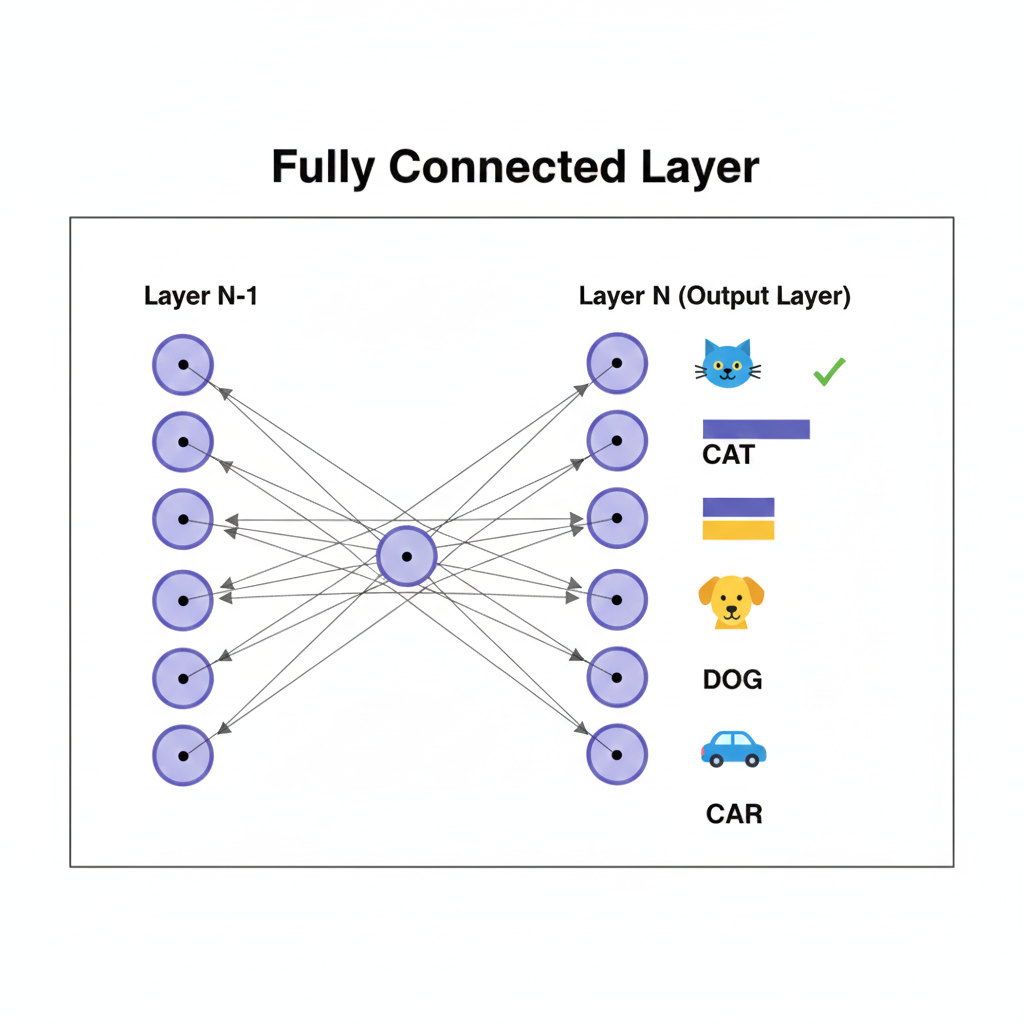 Fully Connected Layer
Layer N-1
Layer N (Output Layer)
CAT
DOG
CAR